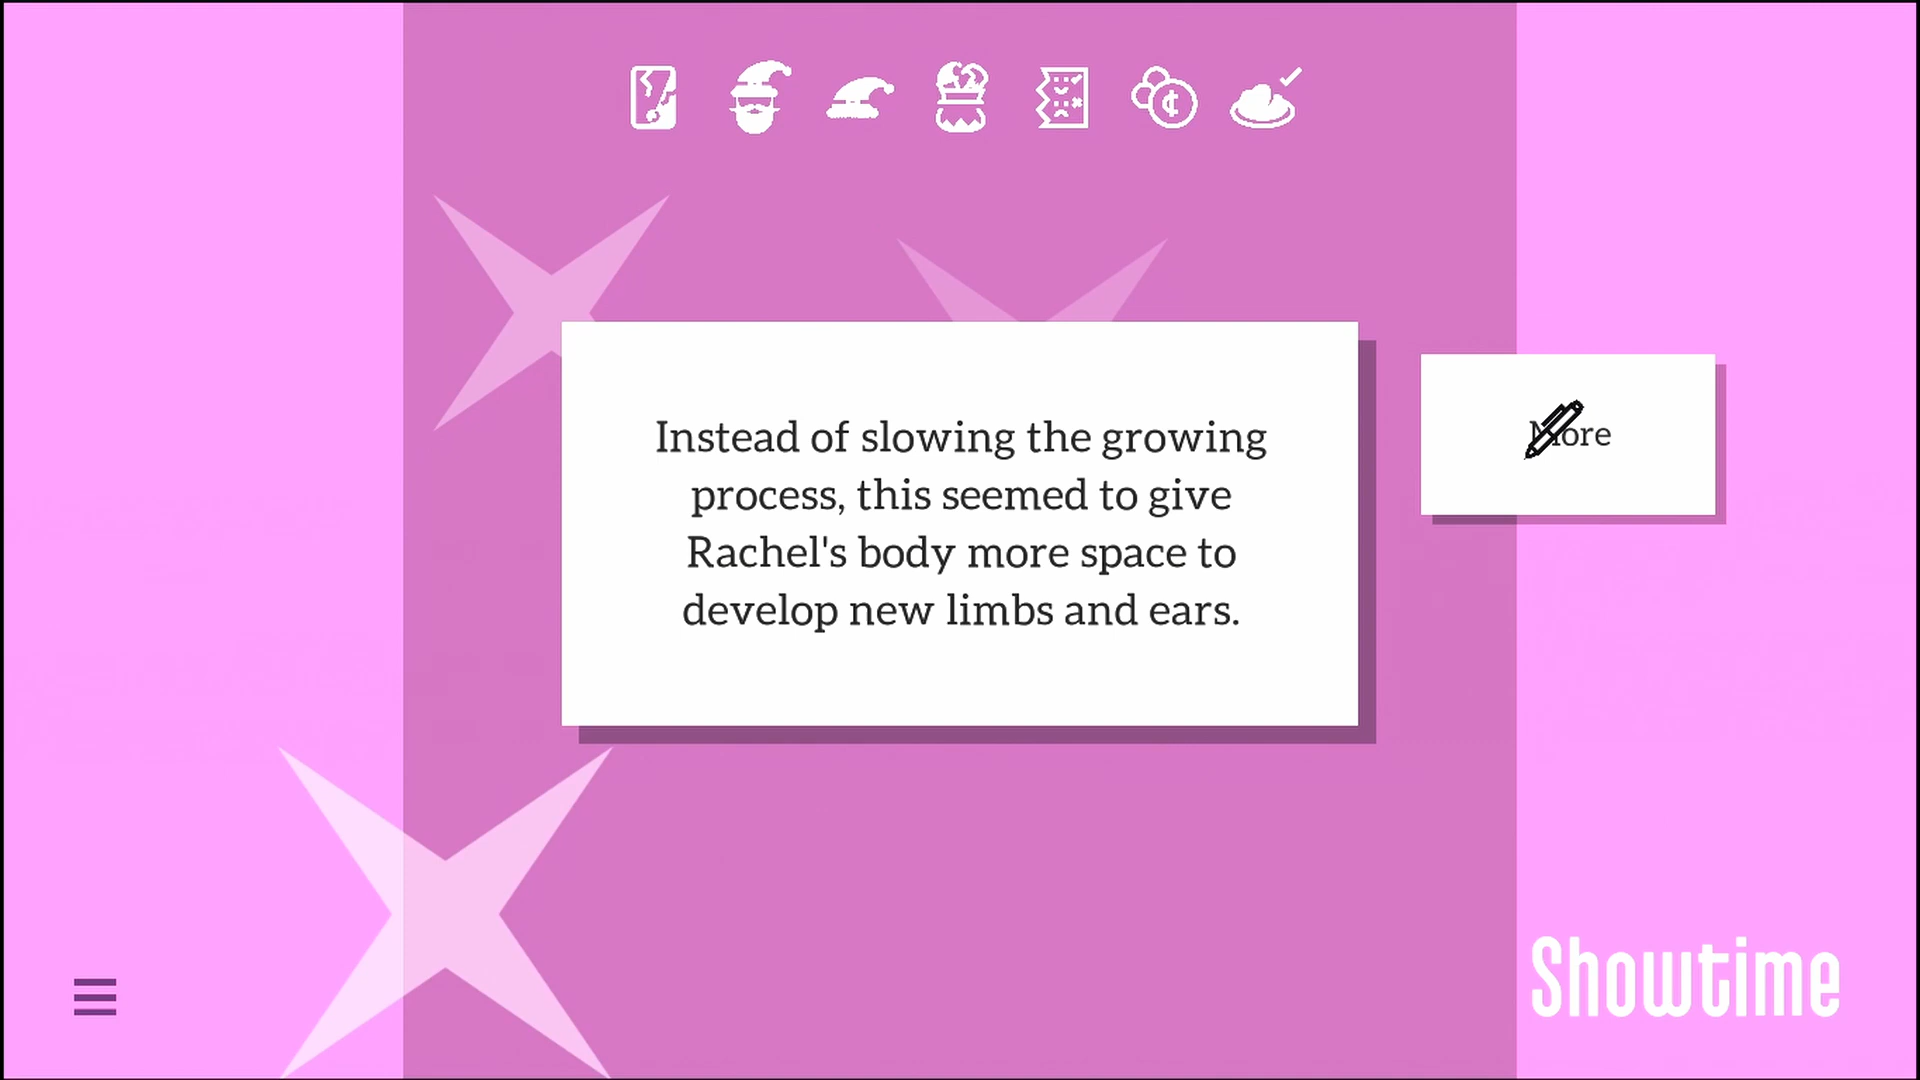 Instead of slowing the growing
process, this seemed to give
Rachel's body more space to
develop new limbs and ears.
More
Showtime